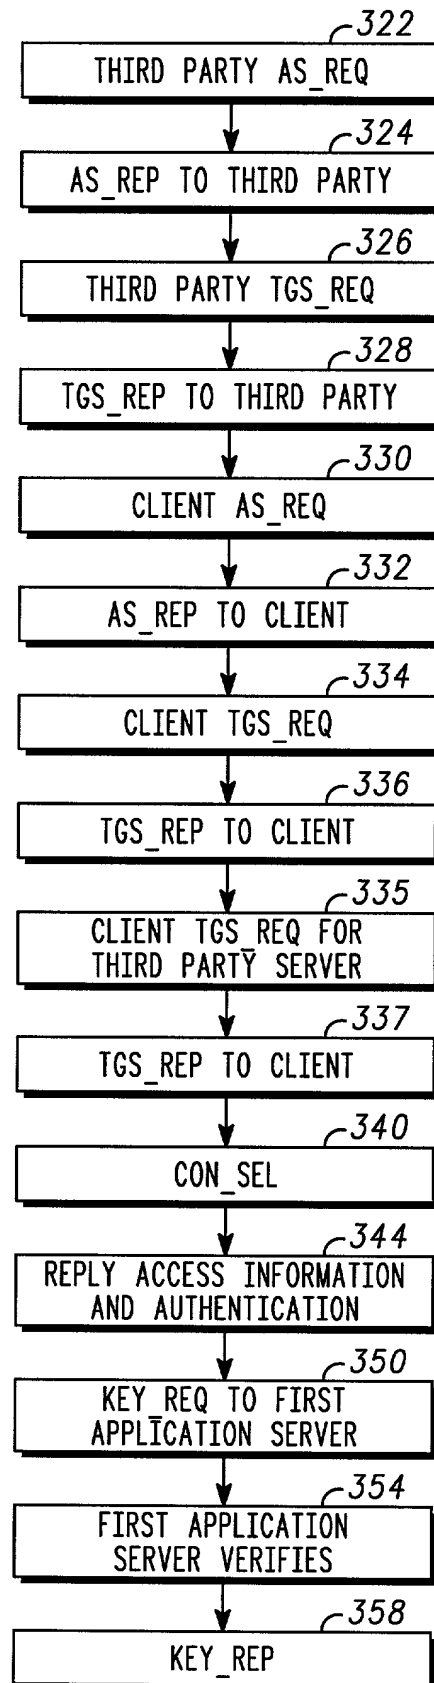 322
THIRD PARTY AS_REQ
324
AS_REP TO THIRD PARTY
326
THIRD PARTY TGS_REQ
328
TGS_REP TO THIRD PARTY
330
CLIENT AS_REQ
332
AS_REP TO CLIENT
334
CLIENT TGS_REQ
336
TGS_REP TO CLIENT
335
CLIENT TGS_REQ FOR
THIRD PARTY SERVER
337
TGS_REP TO CLIENT
340
CON_SEL
344
REPLY ACCESS INFORMATION
AND AUTHENTICATION
350
KEY_REQ TO FIRST
APPLICATION SERVER
354
FIRST APPLICATION
SERVER VERIFIES
358
KEY_REP